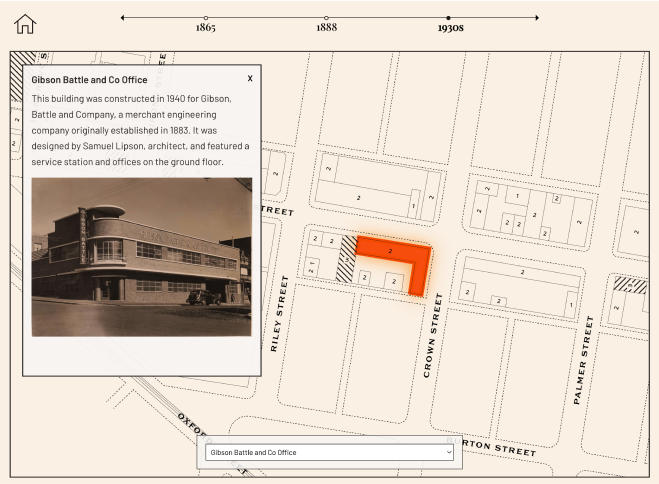 1865
1888
1930s
Gibson Battle and Co Office
X
This building was constructed in 1940 for Gibson,
Battle and Company, a merchant engineering
company originally established in 1883. It was
designed by Samuel Lipson, architect, and featured a
service station and offices on the ground floor.
TREET
RILEY STREET
CROWN STREET
PALMER STREET
OXFO
BURTON STREET
Gibson Battle and Co Office
2
2
2
2
2
2
1
2
2
1
2
2
2
2
2
2
2
2
2
1
2
2
2
2
2
2
1
2